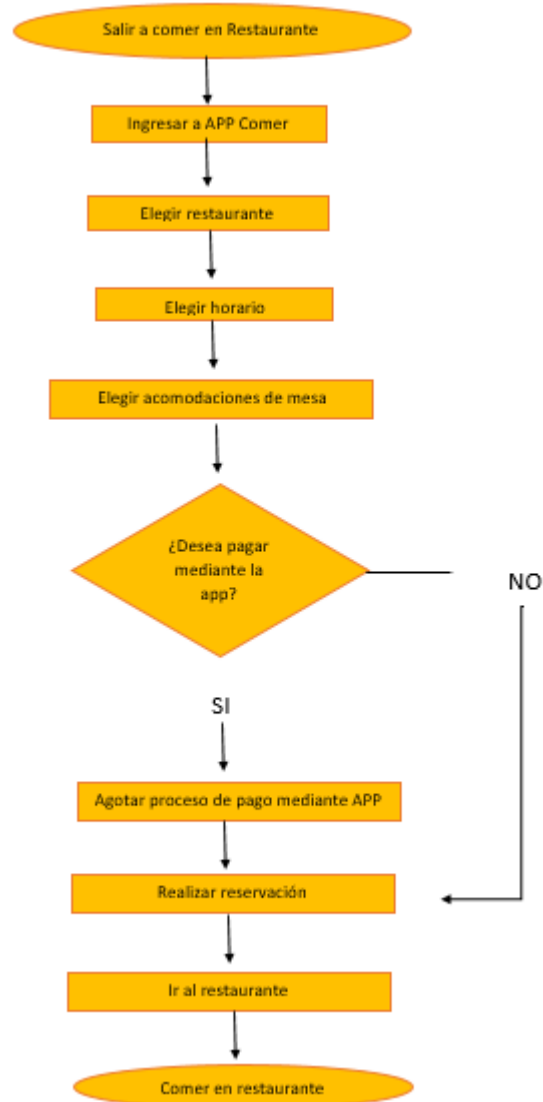 Salir a comer en Restaurante
Ingresar a APP Comer
Elegir restaurante
Elegir horario
Elegir acomodaciones de mesa
¿Desea pagar
mediante la
app?
NO
SI
Agotar proceso de pago mediante APP
Realizar reservación
Ir al restaurante
Comer en restaurante